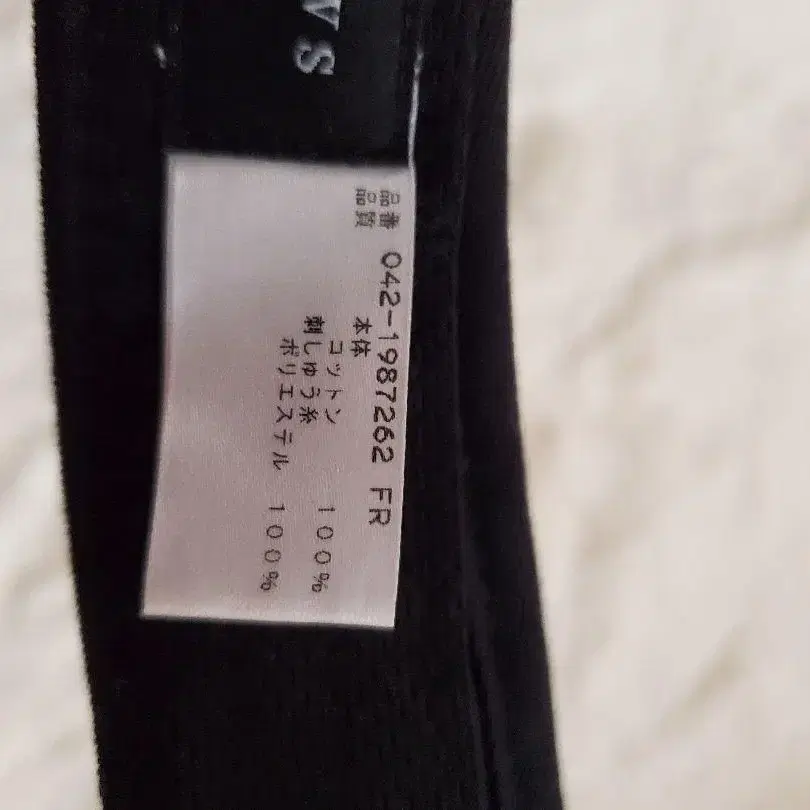 VS
品番 042-1987262 FR
品質
本体
コットン 100%
刺しゅう糸
ポリエステル 100%